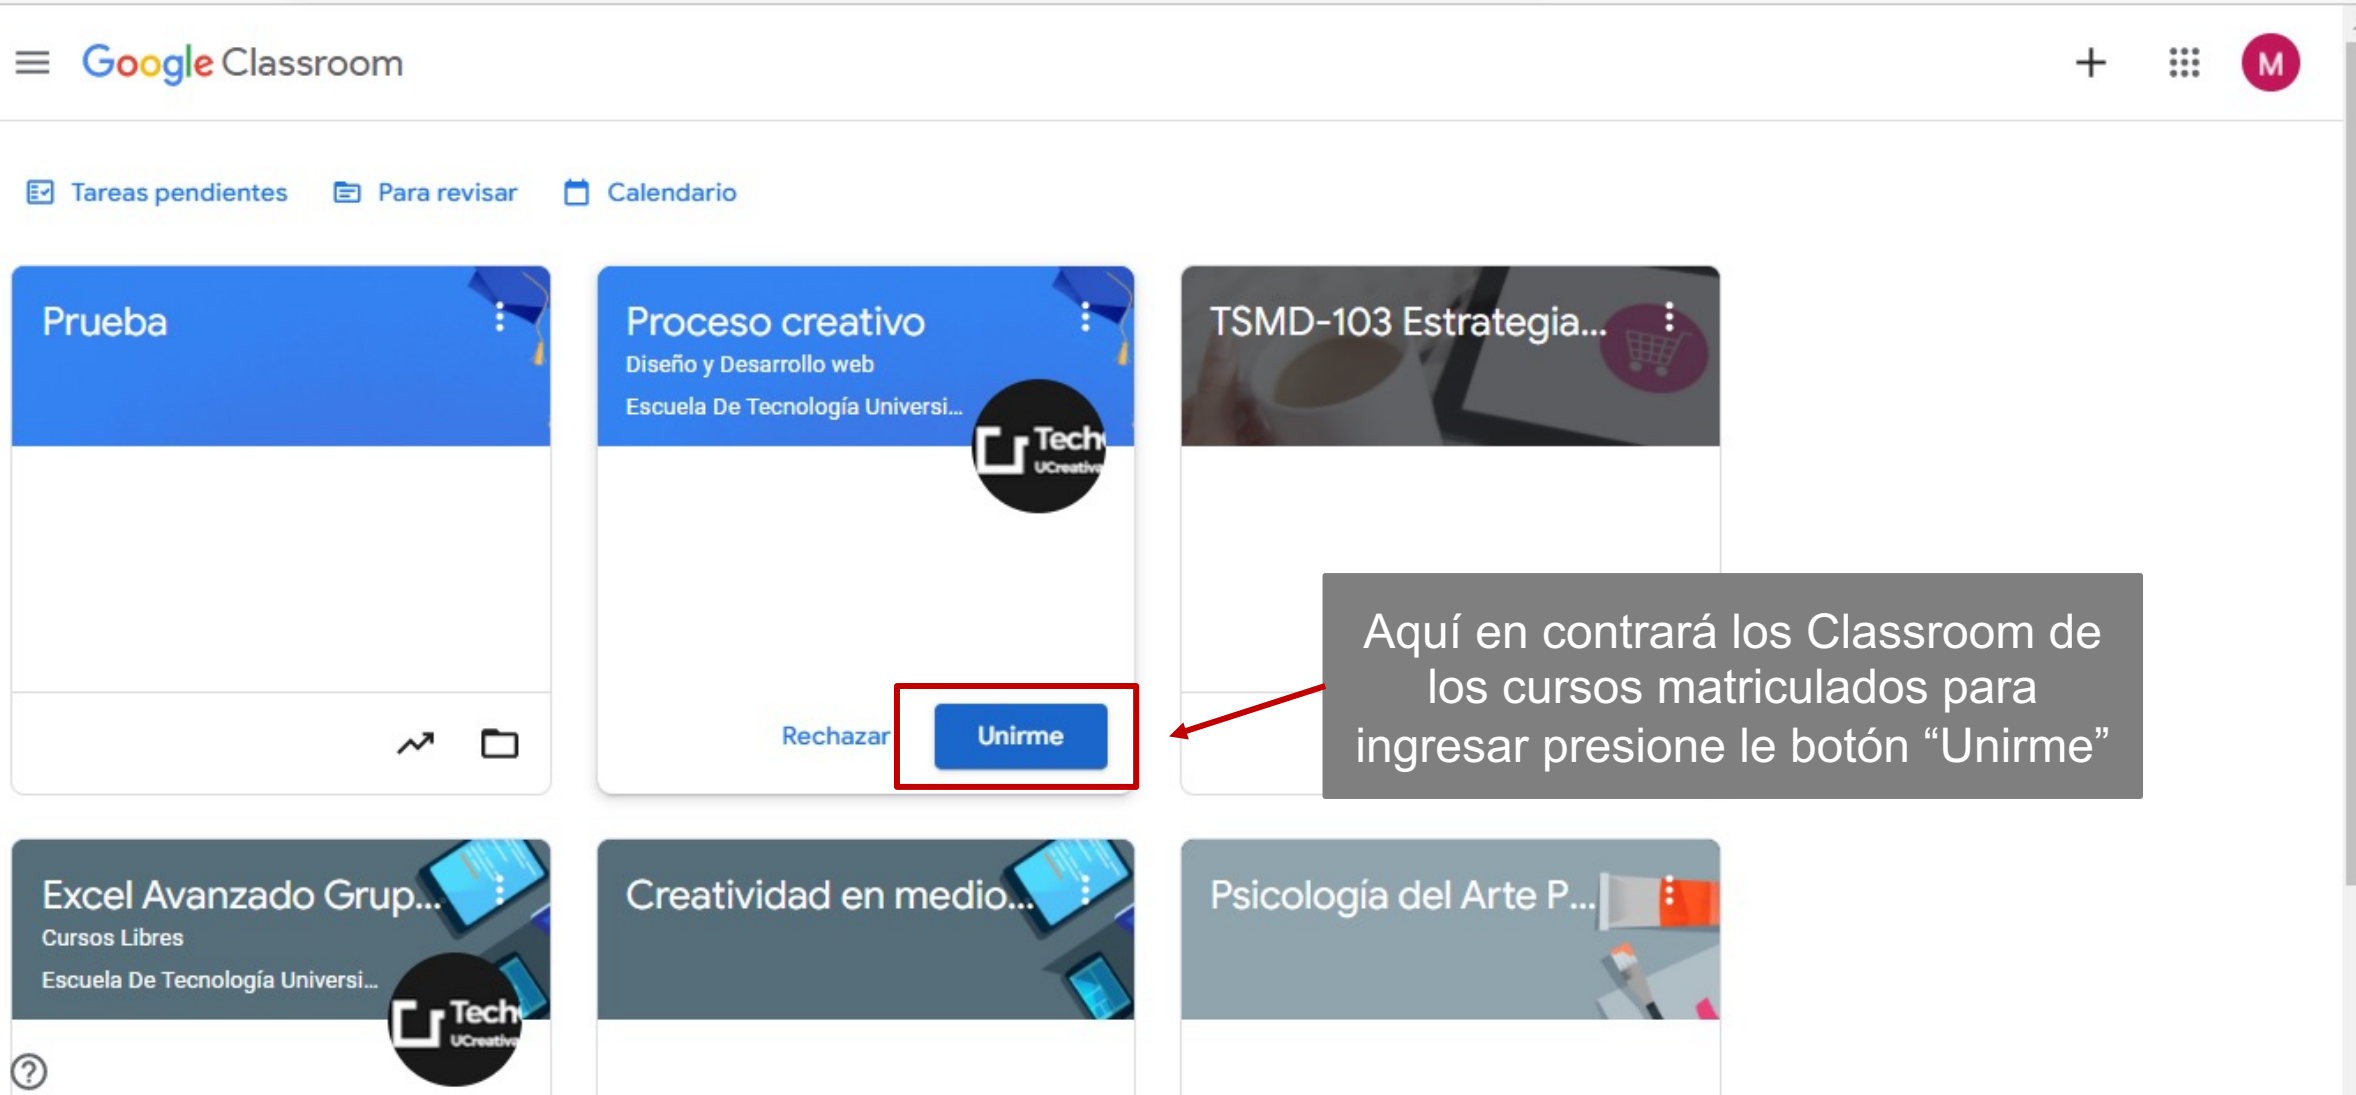 Google Classroom
M
Tareas pendientes
Para revisar
Calendario
Prueba
Proceso creativo
Diseño y Desarrollo web
Escuela De Tecnología Universi...
Tech
UCreativa
TSMD-103 Estrategia...
Rechazar
Unirme
Aquí en contrará los Classroom de
los cursos matriculados para
ingresar presione le botón “Unirme”
Excel Avanzado Grup...
Cursos Libres
Escuela De Tecnología Universi...
Tech
UCreativa
Creatividad en medio...
Psicología del Arte P...